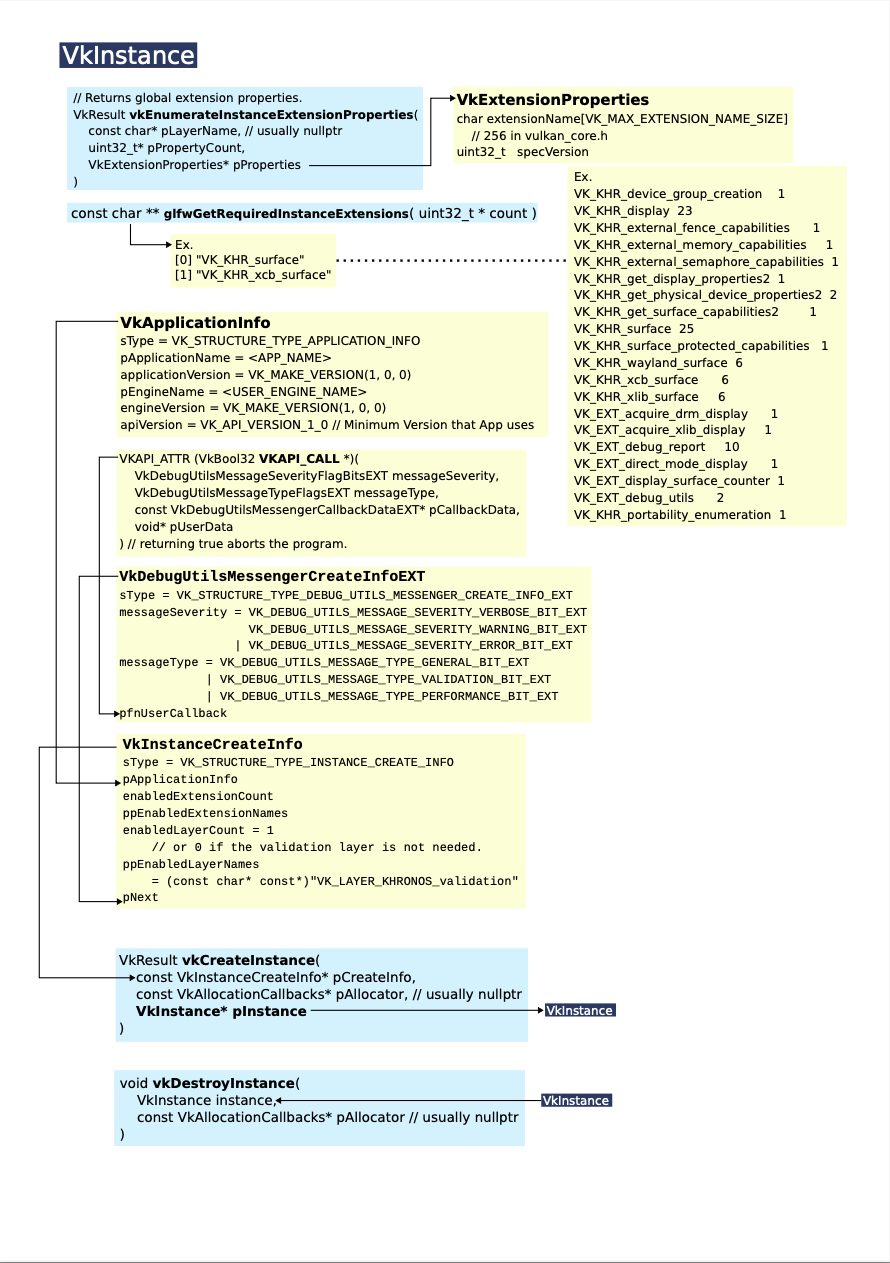 VkInstance
// Returns global extension properties.
VkResult vkEnumerateInstanceExtensionProperties(
const char* pLayerName, // usually nullptr
uint32_t* pPropertyCount,
VkExtensionProperties* pProperties
)
VkExtensionProperties
char extensionName[VK_MAX_EXTENSION_NAME_SIZE]
// 256 in vulkan_core.h
uint32_t specVersion
const char ** glfwGetRequiredInstanceExtensions( uint32_t * count )
Ex.
[0] "VK_KHR_surface"
[1] "VK_KHR_xcb_surface"
Ex.
VK_KHR_device_group_creation 1
VK_KHR_display 23
VK_KHR_external_fence_capabilities 1
VK_KHR_external_memory_capabilities 1
VK_KHR_external_semaphore_capabilities 1
VK_KHR_get_display_properties2 1
VK_KHR_get_physical_device_properties2 2
VK_KHR_get_surface_capabilities2 1
VK_KHR_surface 25
VK_KHR_surface_protected_capabilities 1
VK_KHR_wayland_surface 6
VK_KHR_xcb_surface 6
VK_KHR_xlib_surface 6
VK_EXT_acquire_drm_display 1
VK_EXT_acquire_xlib_display 1
VK_EXT_debug_report 10
VK_EXT_direct_mode_display 1
VK_EXT_display_surface_counter 1
VK_EXT_debug_utils 2
VK_KHR_portability_enumeration 1
VkApplicationInfo
sType = VK_STRUCTURE_TYPE_APPLICATION_INFO
pApplicationName = <APP_NAME>
applicationVersion = VK_MAKE_VERSION(1, 0, 0)
pEngineName = <USER_ENGINE_NAME>
engineVersion = VK_MAKE_VERSION(1, 0, 0)
apiVersion = VK_API_VERSION_1_0 // Minimum Version that App uses
VKAPI_ATTR (VkBool32 VKAPI_CALL *)(
VkDebugUtilsMessageSeverityFlagBitsEXT messageSeverity,
VkDebugUtilsMessageTypeFlagsEXT messageType,
const VkDebugUtilsMessengerCallbackDataEXT* pCallbackData,
void* pUserData
) // returning true aborts the program.
VkDebugUtilsMessengerCreateInfoEXT
sType = VK_STRUCTURE_TYPE_DEBUG_UTILS_MESSENGER_CREATE_INFO_EXT
messageSeverity = VK_DEBUG_UTILS_MESSAGE_SEVERITY_VERBOSE_BIT_EXT
VK_DEBUG_UTILS_MESSAGE_SEVERITY_WARNING_BIT_EXT
| VK_DEBUG_UTILS_MESSAGE_SEVERITY_ERROR_BIT_EXT
messageType = VK_DEBUG_UTILS_MESSAGE_TYPE_GENERAL_BIT_EXT
| VK_DEBUG_UTILS_MESSAGE_TYPE_VALIDATION_BIT_EXT
| VK_DEBUG_UTILS_MESSAGE_TYPE_PERFORMANCE_BIT_EXT
pfnUserCallback
VkInstanceCreateInfo
sType = VK_STRUCTURE_TYPE_INSTANCE_CREATE_INFO
pApplicationInfo
enabledExtensionCount
ppEnabledExtensionNames
enabledLayerCount = 1
// or 0 if the validation layer is not needed.
ppEnabledLayerNames
= (const char* const*)"VK_LAYER_KHRONOS_validation"
pNext
VkResult vkCreateInstance(
const VkInstanceCreateInfo* pCreateInfo,
const VkAllocationCallbacks* pAllocator, // usually nullptr
VkInstance* pInstance
)
VkInstance
void vkDestroyInstance(
VkInstance instance,
const VkAllocationCallbacks* pAllocator // usually nullptr
)
VkInstance